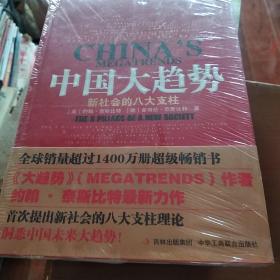 CHINA'S
MEGATRENDS
中国大趋势
新社会的八大支柱
THE 8 PILLARS OF A NEW SOCIETY
全球销量超过1400万册超级畅销书
《大趋势》(MEGATRENDS)作者
约翰·奈斯比特最新力作
首次提出新社会的八大支柱理论
洞悉中国未来大趋势!
吉林出版集团 中华工商联合出版社